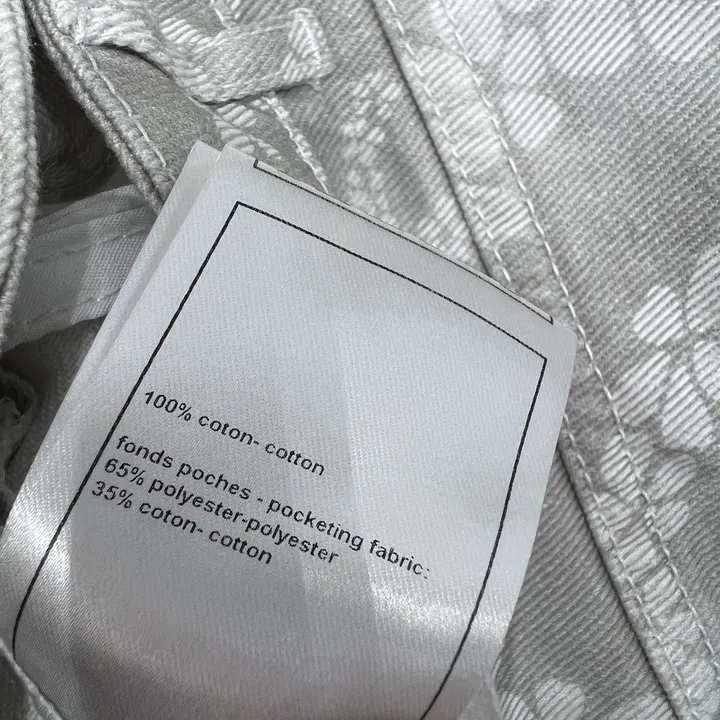 100% coton- cotton
fonds poches - pocketing fabric:
65% polyester-polyester
35% coton- cotton